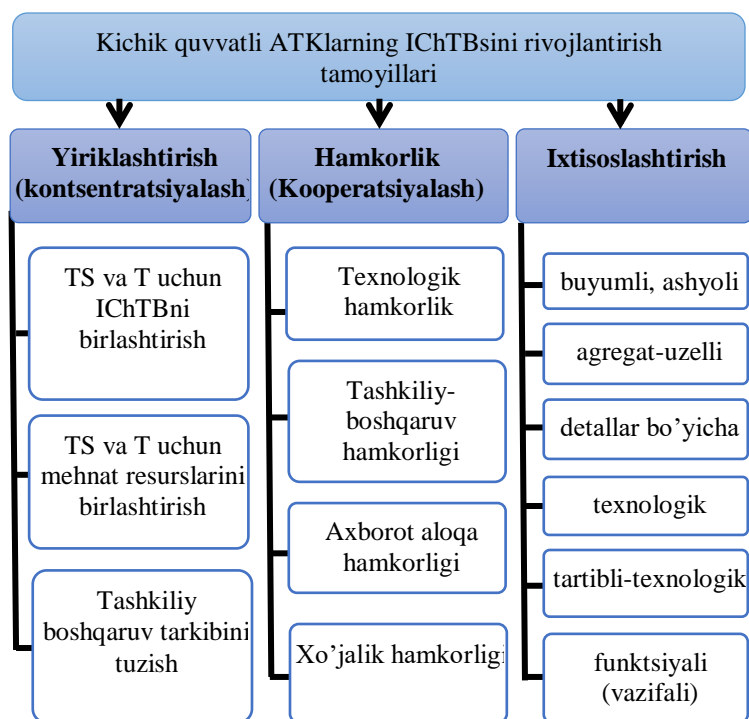 Kichik quvvatli ATKlarning IChTBsini rivojlantirish
tamoyillari
Yiriklashtirish
(kontsentratsiyalash)
TS va T uchun
IChTBni
birlashtirish
TS va T uchun
mehnat resurslarini
birlashtirish
Tashkiliy
boshqaruv tarkibini
tuzish
Hamkorlik
(Kooperatsiyalash)
Texnologik
hamkorlik
Tashkiliy-
boshqaruv
hamkorligi
Axborot aloqa
hamkorligi
Xo’jalik hamkorligi
Ixtisoslashtirish
buyumli, ashyoli
agregat-uzelli
detallar bo’yicha
texnologik
tartibli-texnologik
funktsiyali
(vazifali)